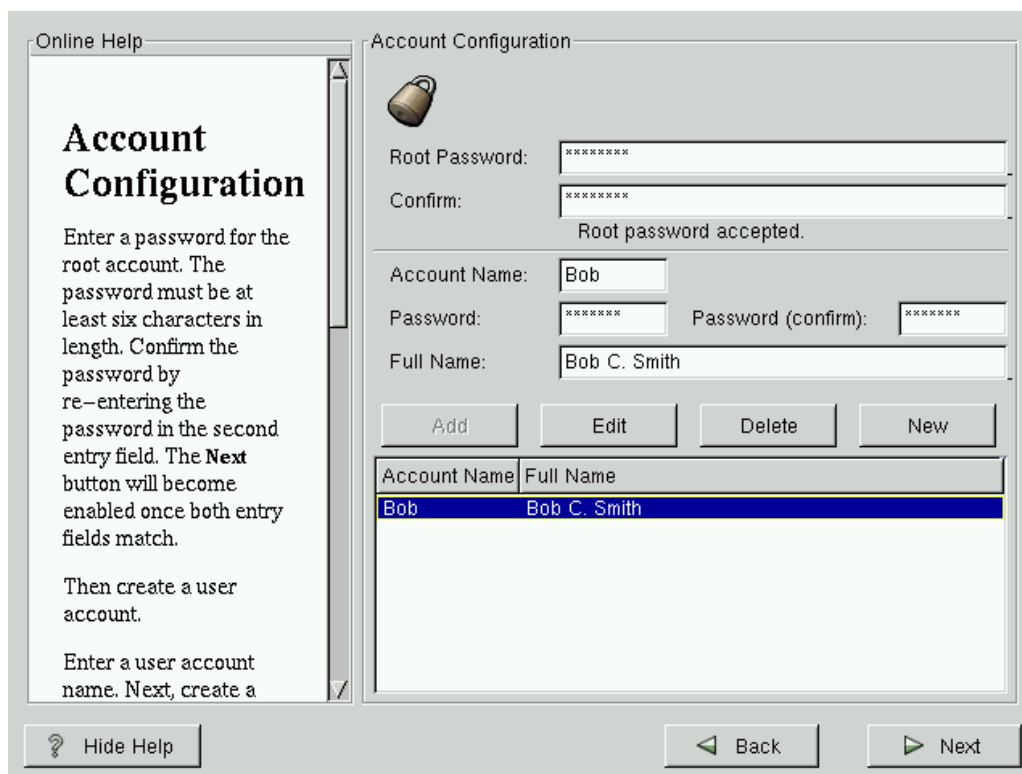 Online Help
Account
Configuration
Enter a password for the
root account. The
password must be at
least six characters in
length. Confirm the
password by
re–entering the
password in the second
entry field. The Next
button will become
enabled once both entry
fields match.
Then create a user
account.
Enter a user account
name. Next, create a
Account Configuration
Root Password: ********
Confirm: ********
Root password accepted.
Account Name: Bob
Password: ******* Password (confirm): *******
Full Name: Bob C. Smith
Add Edit Delete New
Account Name Full Name
Bob Bob C. Smith
Hide Help Back Next